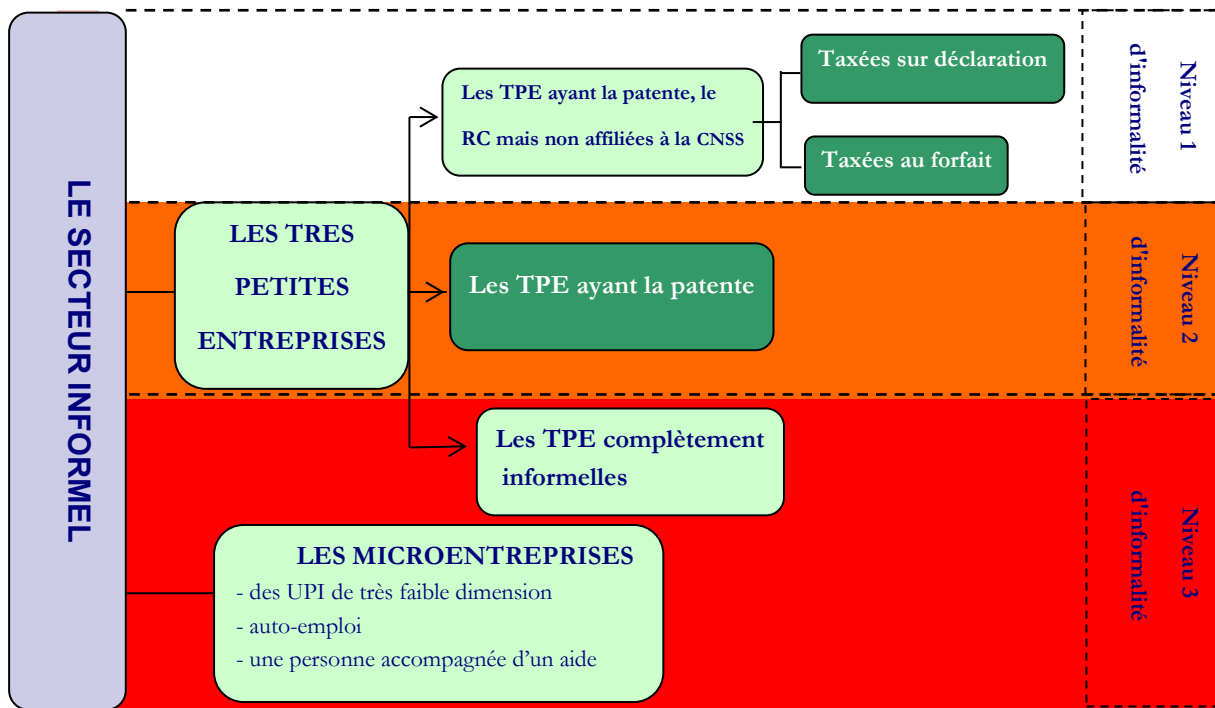 LE SECTEUR INFORMEL
Les TPE ayant la patente, le
RC mais non affiliées à la CNSS
Taxées sur déclaration
Taxées au forfait
Niveau 1
d'informalité
LES TRES
PETITES
ENTREPRISES
Les TPE ayant la patente
Niveau 2
d'informalité
Les TPE complètement
informelles
LES MICROENTREPRISES
- des UPI de très faible dimension
- auto-emploi
- une personne accompagnée d’un aide
Niveau 3
d'informalité